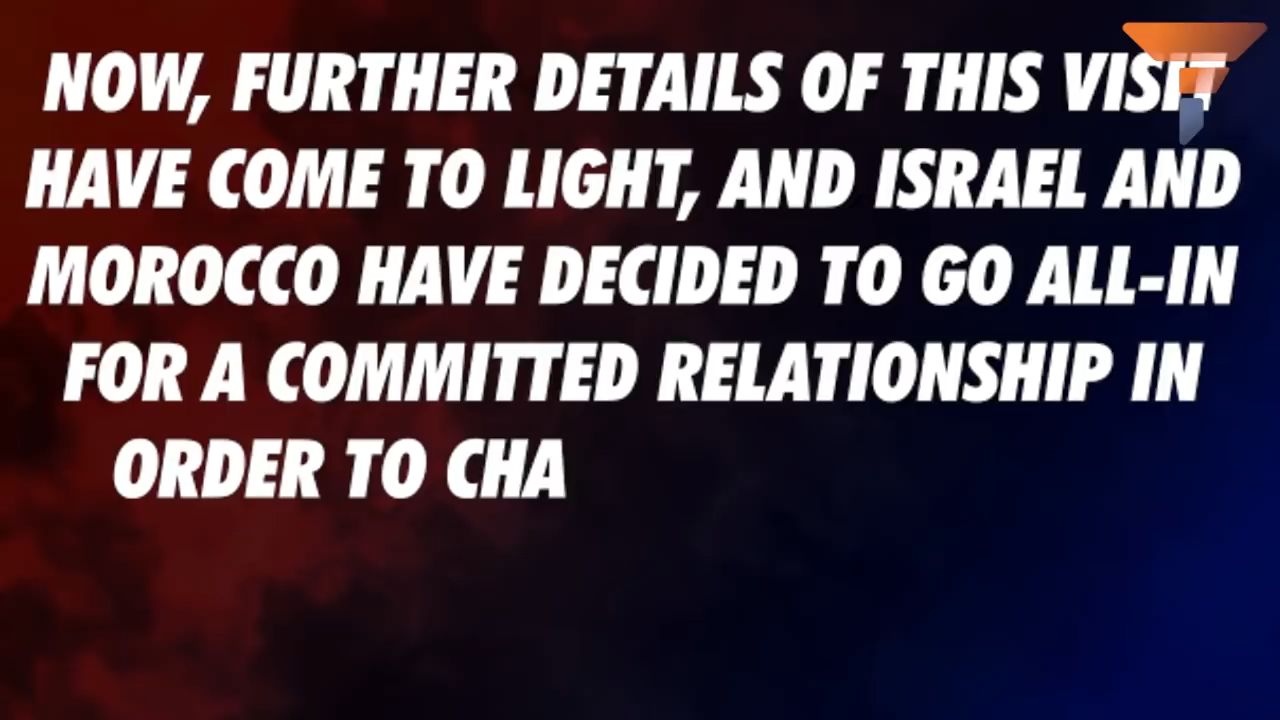 NOW, FURTHER DETAILS OF THIS VISIT
HAVE COME TO LIGHT, AND ISRAEL AND
MOROCCO HAVE DECIDED TO GO ALL-IN
FOR A COMMITTED RELATIONSHIP IN
ORDER TO CHA